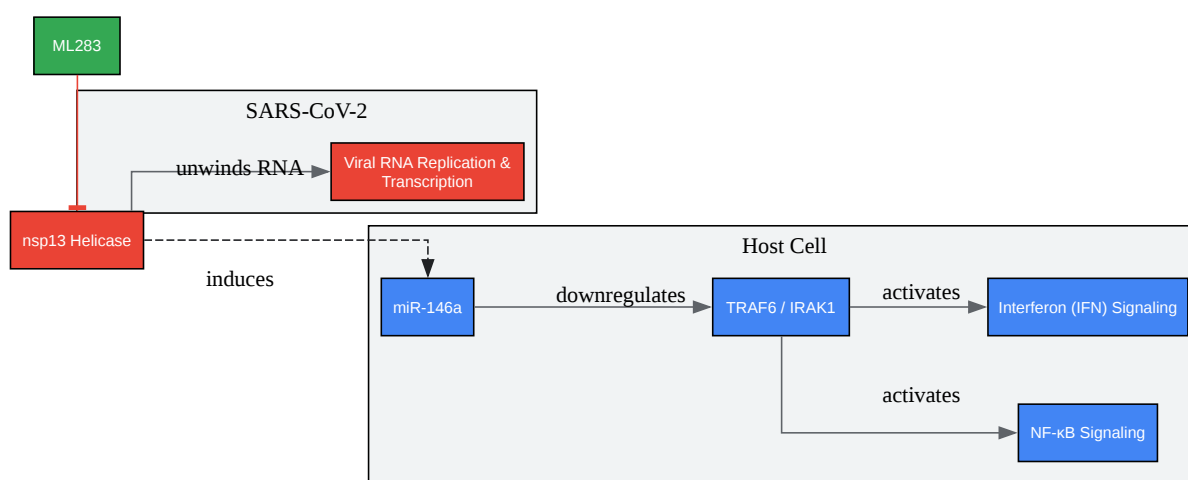 ML283
SARS-CoV-2
unwinds RNA
Viral RNA Replication &
Transcription
nsp13 Helicase
induces
Host Cell
miR-146a
downregulates
TRAF6 / IRAK1
activates
Interferon (IFN) Signaling
activates
NF-κB Signaling